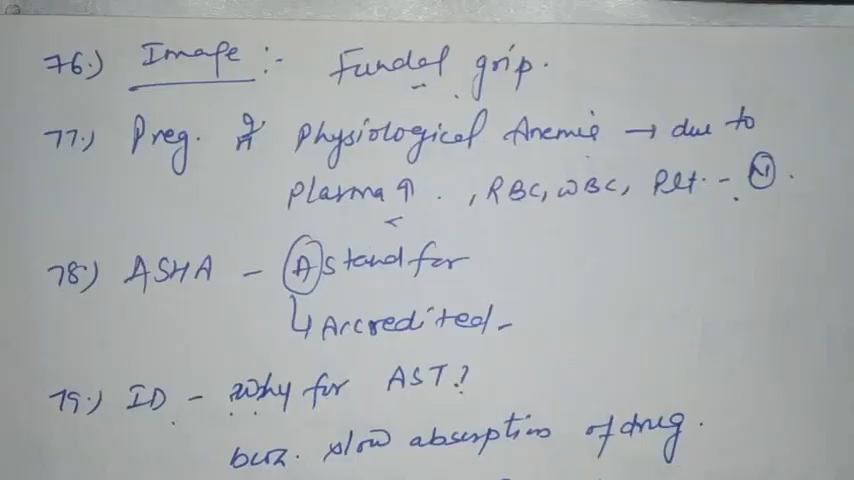 76.) Image :- Fundal grip.
77.) Preg. में Physiological Anemia → due to
Plasma ↑ . , RBC, WBC, Plt. - Ⓝ.
78) ASHA - Ⓐ stand for
↳ Accredited -
79.) ID - Why for AST?
bcoz. slow absorption of drug.